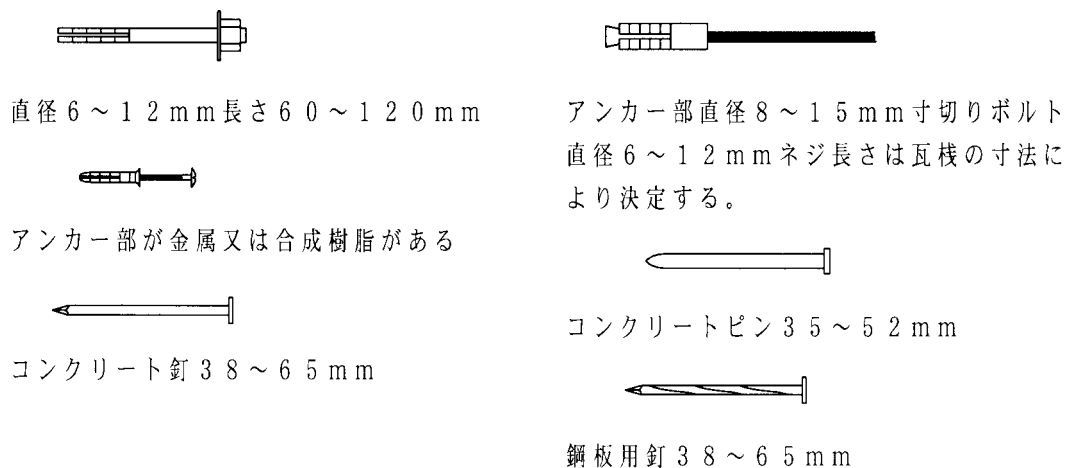 直径6～12mm長さ60～120mm
アンカー部が金属又は合成樹脂がある
コンクリート釘38～65mm
アンカー部直径8～15mm寸切りボルト
直径6～12mmネジ長さは瓦桟の寸法に
より決定する。
コンクリートピン35～52mm
鋼板用釘38～65mm